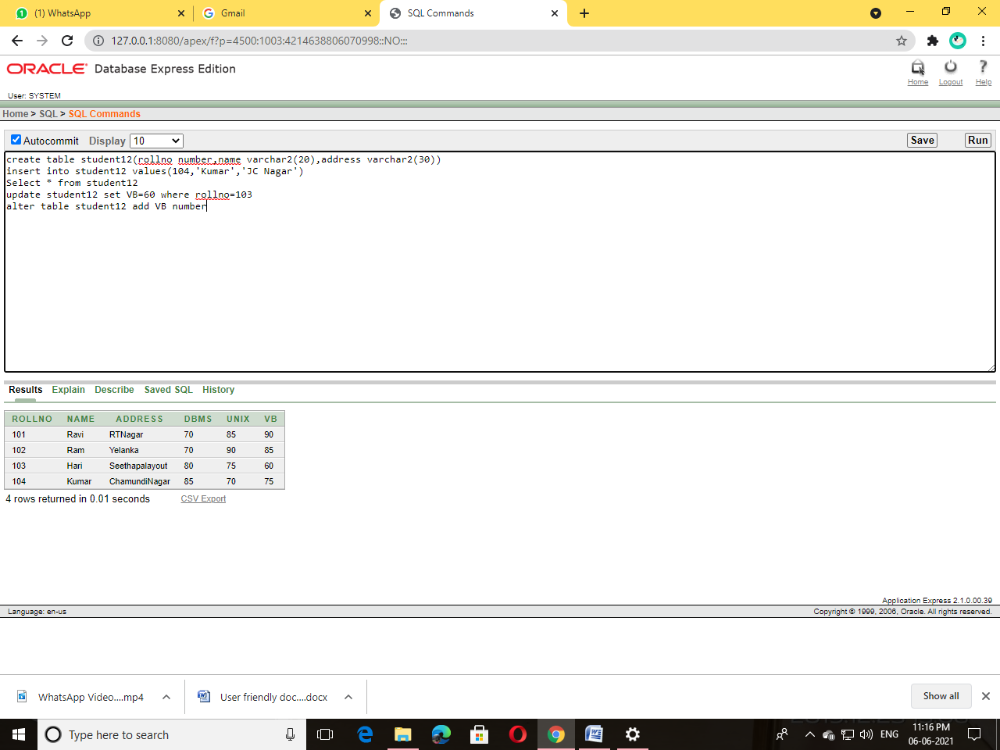 (1) WhatsApp
Gmail
SQL Commands
127.0.0.1:8080/apex/f?p=4500:1003:4214638806070998::NO:::
ORACLE Database Express Edition
Home Logout Help
User: SYSTEM
Home > SQL > SQL Commands
Autocommit Display 10 Save Run
create table student12(rollno number,name varchar2(20),address varchar2(30))
insert into student12 values(104,'Kumar','JC Nagar')
Select * from student12
update student12 set VB=60 where rollno=103
alter table student12 add VB number
Results Explain Describe Saved SQL History
ROLLNO NAME ADDRESS DBMS UNIX VB
101 Ravi RTNagar 70 85 90
102 Ram Yelanka 70 90 85
103 Hari Seethapalayout 80 75 60
104 Kumar ChamundiNagar 85 70 75
4 rows returned in 0.01 seconds CSV Export
Application Express 2.1.0.00.39
Language: en-us Copyright © 1999, 2006, Oracle. All rights reserved.
WhatsApp Video....mp4 User friendly doc....docx Show all
Type here to search
ENG
11:16 PM
06-06-2021